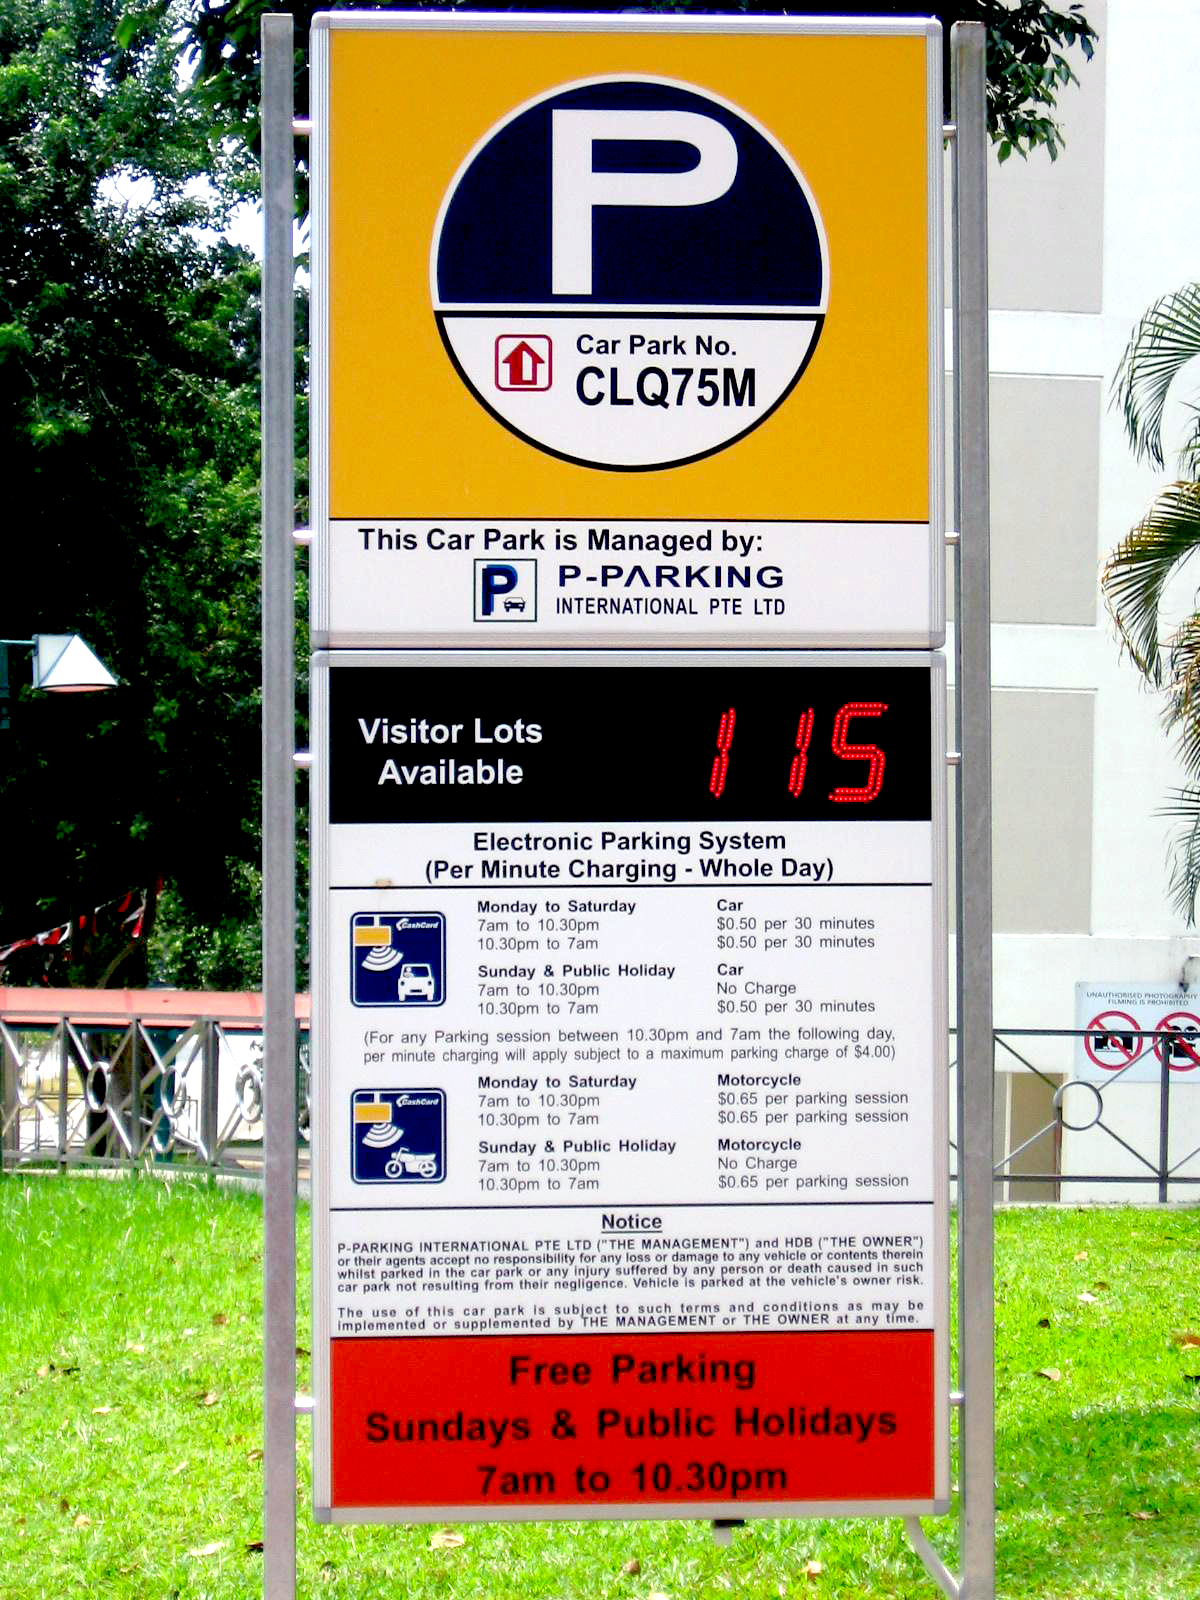 P
Car Park No.
CLQ75M
This Car Park is Managed by:
P P-PARKING
INTERNATIONAL PTE LTD
Visitor Lots
Available
115
Electronic Parking System
(Per Minute Charging - Whole Day)
CashCard
Monday to Saturday Car
7am to 10.30pm $0.50 per 30 minutes
10.30pm to 7am $0.50 per 30 minutes
Sunday & Public Holiday Car
7am to 10.30pm No Charge
10.30pm to 7am $0.50 per 30 minutes
(For any Parking session between 10.30pm and 7am the following day,
per minute charging will apply subject to a maximum parking charge of $4.00)
CashCard
Monday to Saturday Motorcycle
7am to 10.30pm $0.65 per parking session
10.30pm to 7am $0.65 per parking session
Sunday & Public Holiday Motorcycle
7am to 10.30pm No Charge
10.30pm to 7am $0.65 per parking session
Notice
P-PARKING INTERNATIONAL PTE LTD ("THE MANAGEMENT") and HDB ("THE OWNER")
or their agents accept no responsibility for any loss or damage to any vehicle or contents therein
whilst parked in the car park or any injury suffered by any person or death caused in such
car park not resulting from their negligence. Vehicle is parked at the vehicle's owner risk.
The use of this car park is subject to such terms and conditions as may be
implemented or supplemented by THE MANAGEMENT or THE OWNER at any time.
Free Parking
Sundays & Public Holidays
7am to 10.30pm
UNAUTHORISED PHOTOGRAPHY
FILMING IS PROHIBITED